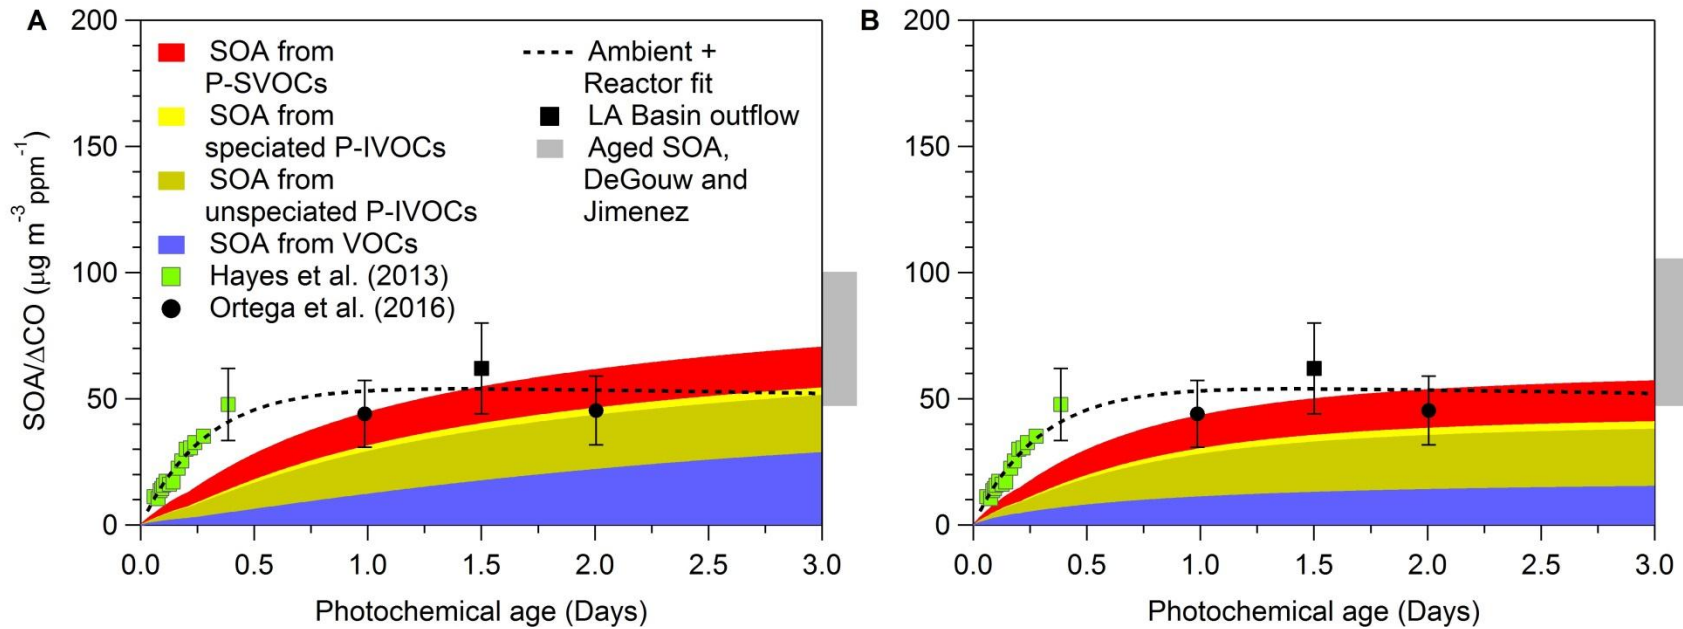 A
200
150
100
50
0
SOA/ΔCO (μg m⁻³ ppm⁻¹)
SOA from
P-SVOCs
SOA from
speciated P-IVOCs
SOA from
unspeciated P-IVOCs
SOA from VOCs
Hayes et al. (2013)
Ortega et al. (2016)
Ambient +
Reactor fit
LA Basin outflow
Aged SOA,
DeGouw and
Jimenez
0.0 0.5 1.0 1.5 2.0 2.5 3.0
Photochemical age (Days)
B
200
150
100
50
0
0.0 0.5 1.0 1.5 2.0 2.5 3.0
Photochemical age (Days)